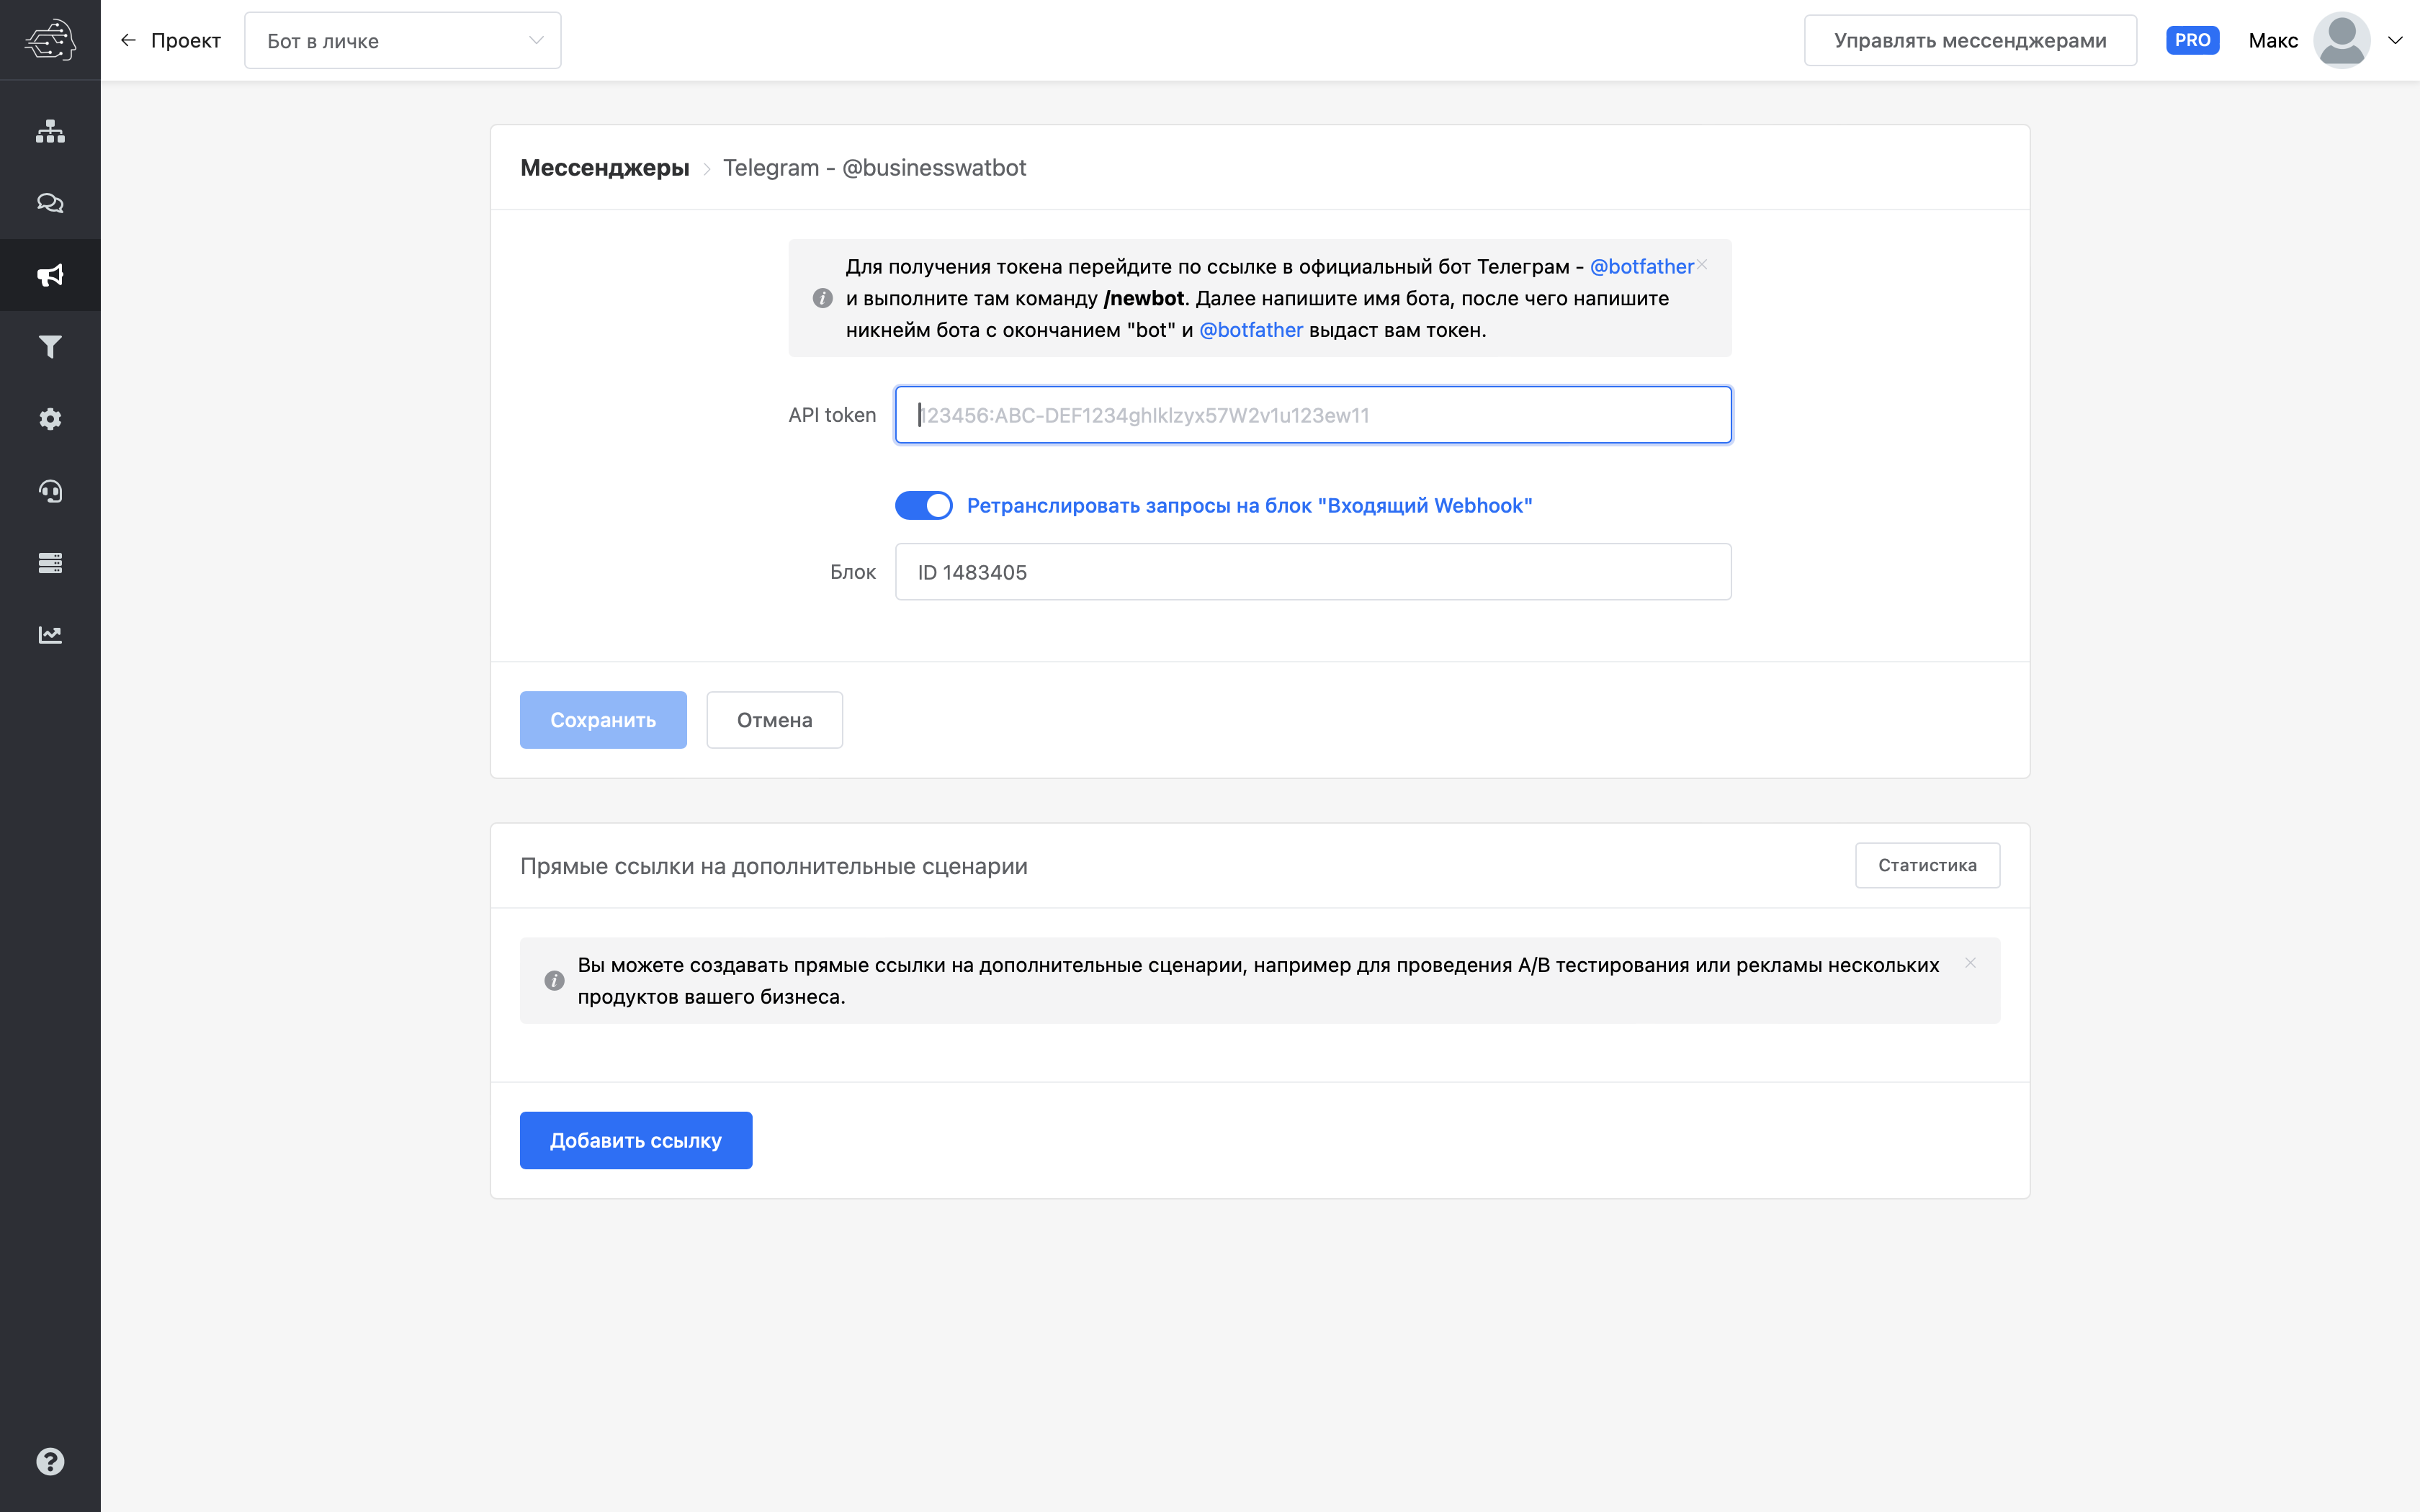 Проект
Бот в личке
Управлять мессенджерами
PRO
Макс
Мессенджеры
Telegram - @businesswatbot
Для получения токена перейдите по ссылке в официальный бот Телеграм - @botfather
и выполните там команду /newbot. Далее напишите имя бота, после чего напишите
никнейм бота с окончанием "bot" и @botfather выдаст вам токен.
API token
123456:ABC-DEF1234ghIklzyx57W2v1u123ew11
Ретранслировать запросы на блок "Входящий Webhook"
Блок
ID 1483405
Сохранить
Отмена
Прямые ссылки на дополнительные сценарии
Статистика
Вы можете создавать прямые ссылки на дополнительные сценарии, например для проведения A/B тестирования или рекламы нескольких
продуктов вашего бизнеса.
Добавить ссылку